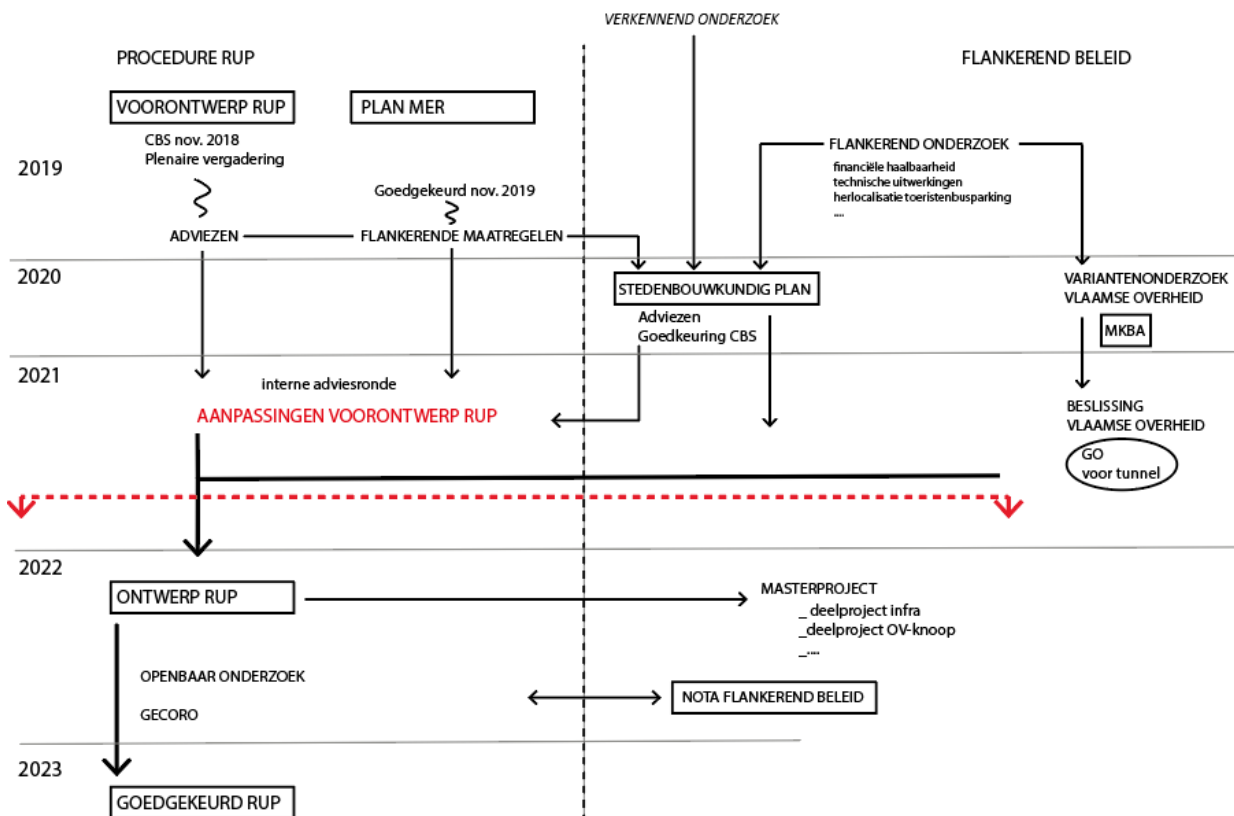 VERKENNEND ONDERZOEK
PROCEDURE RUP
FLANKEREND BELEID
VOORONTWERP RUP
PLAN MER
CBS nov. 2018
Plenaire vergadering
2019
Goedgekeurd nov. 2019
FLANKEREND ONDERZOEK
financiële haalbaarheid
technische uitwerkingen
herlocalisatie toeristenbusparking
....
ADVIEZEN
FLANKERENDE MAATREGELEN
2020
STEDENBOUWKUNDIG PLAN
Adviezen
Goedkeuring CBS
VARIANTENONDERZOEK
VLAAMSE OVERHEID
MKBA
2021
interne adviesronde
AANPASSINGEN VOORONTWERP RUP
BESLISSING
VLAAMSE OVERHEID
GO
voor tunnel
2022
ONTWERP RUP
MASTERPROJECT
_ deelproject infra
_deelproject OV-knoop
_....
OPENBAAR ONDERZOEK
GECORO
NOTA FLANKEREND BELEID
2023
GOEDGEKEURD RUP